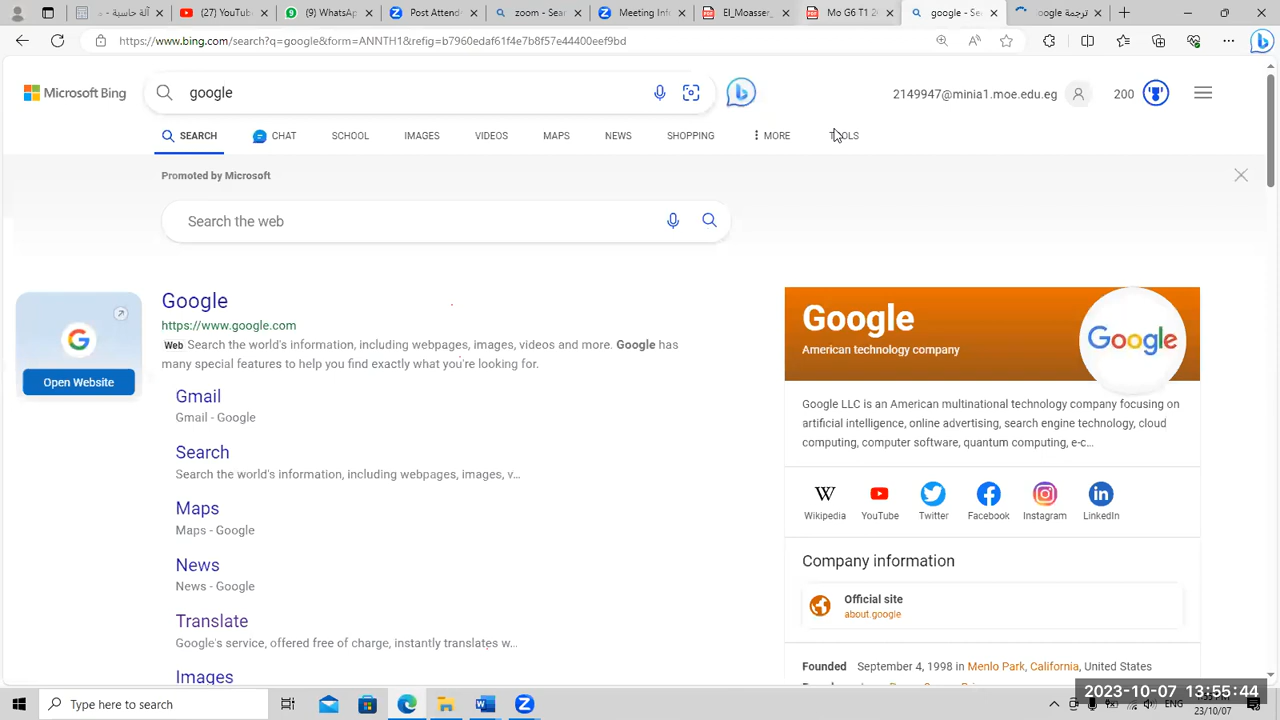 (99+)
(9) Wha
Post Atte
zoom - Sea
Meeting Info
El_Moasse
Mo G6 T1 2
google - Se
https://www.bing.com/search?q=google&form=ANNTH1&refig=b7960edaf61f4e7b8f57e44400eef9bd
Microsoft Bing
google
2149947@minia1.moe.edu.eg
200
SEARCH
CHAT
SCHOOL
IMAGES
VIDEOS
MAPS
NEWS
SHOPPING
MORE
TOOLS
Promoted by Microsoft
Search the web
Google
https://www.google.com
Web Search the world's information, including webpages, images, videos and more. Google has
many special features to help you find exactly what you're looking for.
Open Website
Gmail
Gmail - Google
Search
Search the world's information, including webpages, images, v...
Maps
Maps - Google
News
News - Google
Translate
Google's service, offered free of charge, instantly translates w...
Images
Google
American technology company
Google
Google LLC is an American multinational technology company focusing on
artificial intelligence, online advertising, search engine technology, cloud
computing, computer software, quantum computing, e-c...
Wikipedia
YouTube
Twitter
Facebook
Instagram
LinkedIn
Company information
Official site
about.google
Founded September 4, 1998 in Menlo Park, California, United States
2023-10-07 13:55:44
Type here to search
ENG
23/10/07